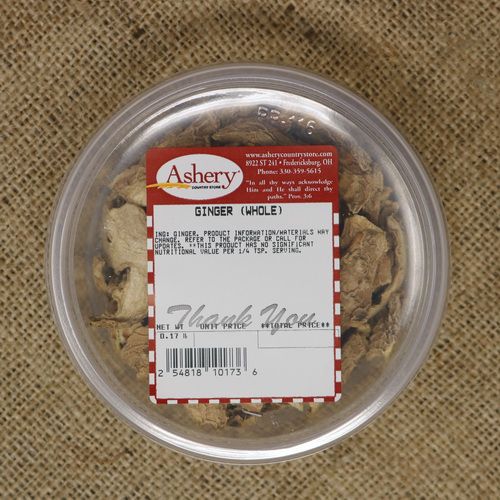 www.asherycountrystore.com
8922 ST 241 • Fredericksburg, OH
Phone: 330-359-5615
Ashery
COUNTRY STORE
"In all thy ways acknowledge
Him and He shall direct thy
paths." Prov. 3:6
GINGER (WHOLE)
ING: GINGER. PRODUCT INFORMATION/MATERIALS MAY
CHANGE. REFER TO THE PACKAGE OR CALL FOR
UPDATES. **THIS PRODUCT HAS NO SIGNIFICANT
NUTRITIONAL VALUE PER 1/4 TSP. SERVING.
Thank You
NET WT UNIT PRICE **TOTAL PRICE**
0.17 lb
2 54818 10173 6